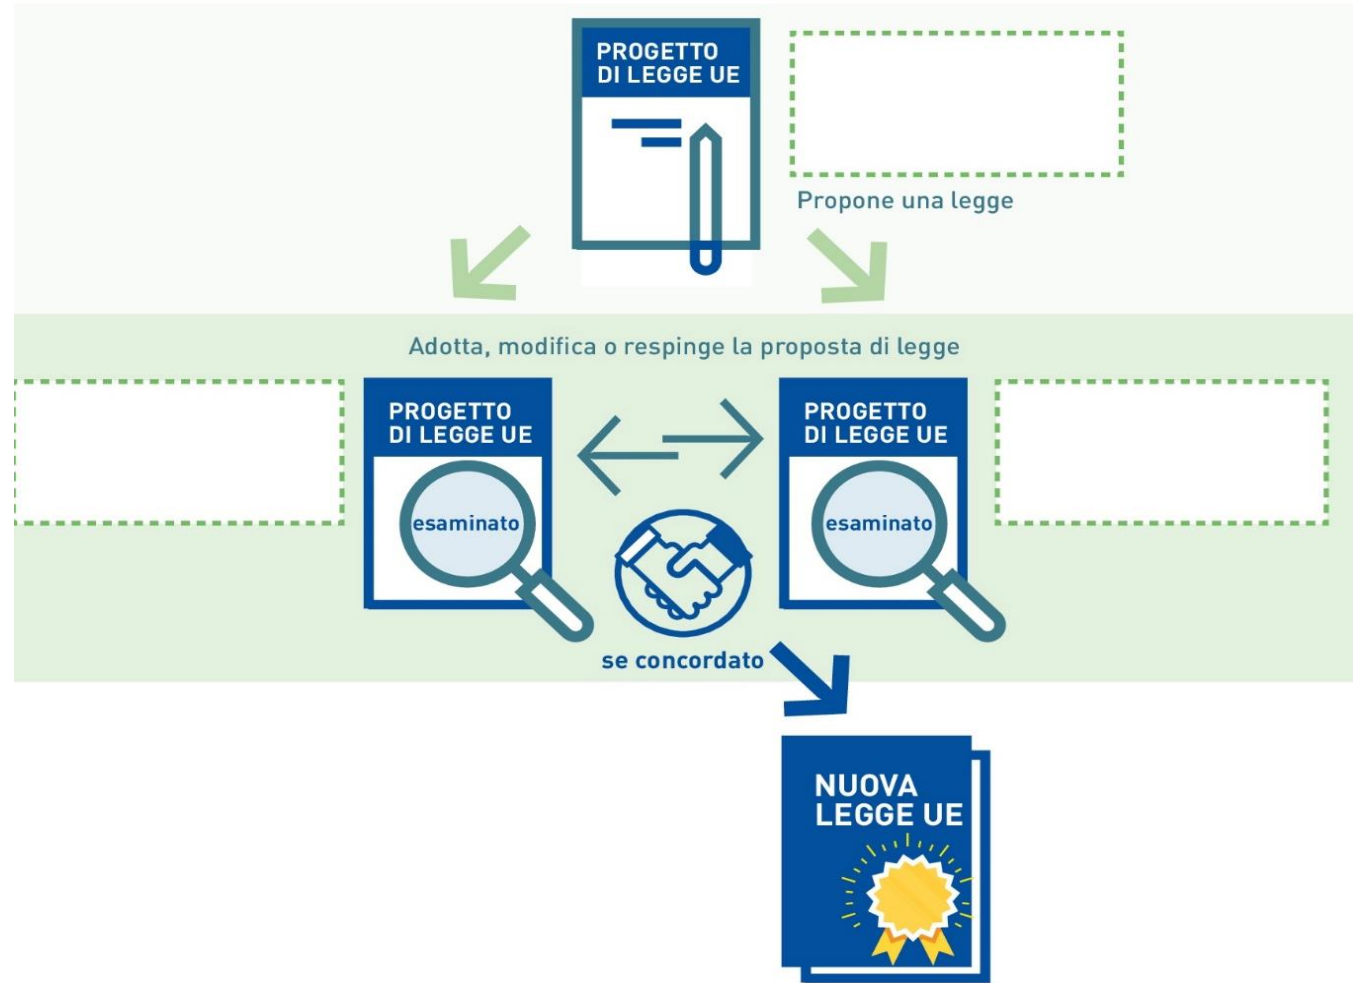 PROGETTO
DI LEGGE UE
Propone una legge
Adotta, modifica o respinge la proposta di legge
PROGETTO
DI LEGGE UE
esaminato
PROGETTO
DI LEGGE UE
esaminato
se concordato
NUOVA
LEGGE UE